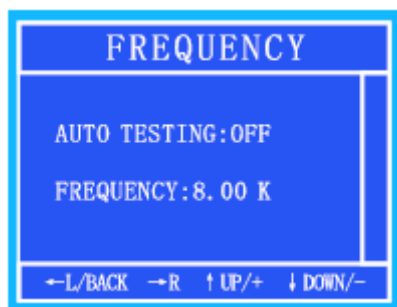 FREQUENCY
AUTO TESTING:OFF
FREQUENCY:8.00 K
←L/BACK →R ↑UP/+ ↓DOWN/-